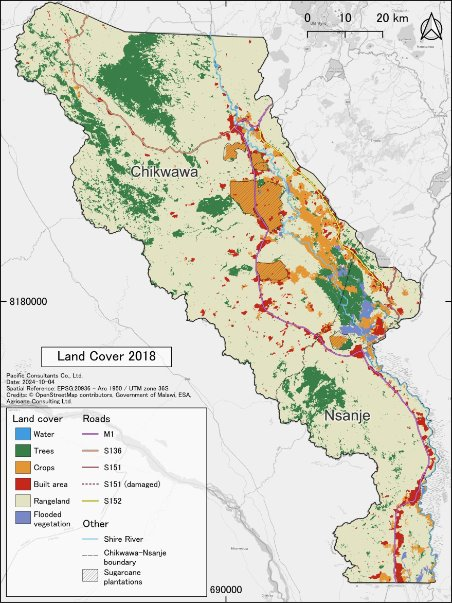 0 10 20 km
Chikwawa
8180000
Land Cover 2018
Pacific Consultants Co., Ltd.
Date: 2024-10-04
Spatial Reference: EPSG:20936 - Arc 1950 / UTM zone 36S
Credits: © OpenStreetMap contributors, Government of Malawi, ESA,
Agricane Consulting Ltd.
Nsanje
Land cover
Water
Trees
Crops
Built area
Rangeland
Flooded
vegetation
Roads
M1
S136
S151
S151 (damaged)
S152
Other
Shire River
Chikwawa-Nsanje
boundary
Sugarcane
plantations
690000